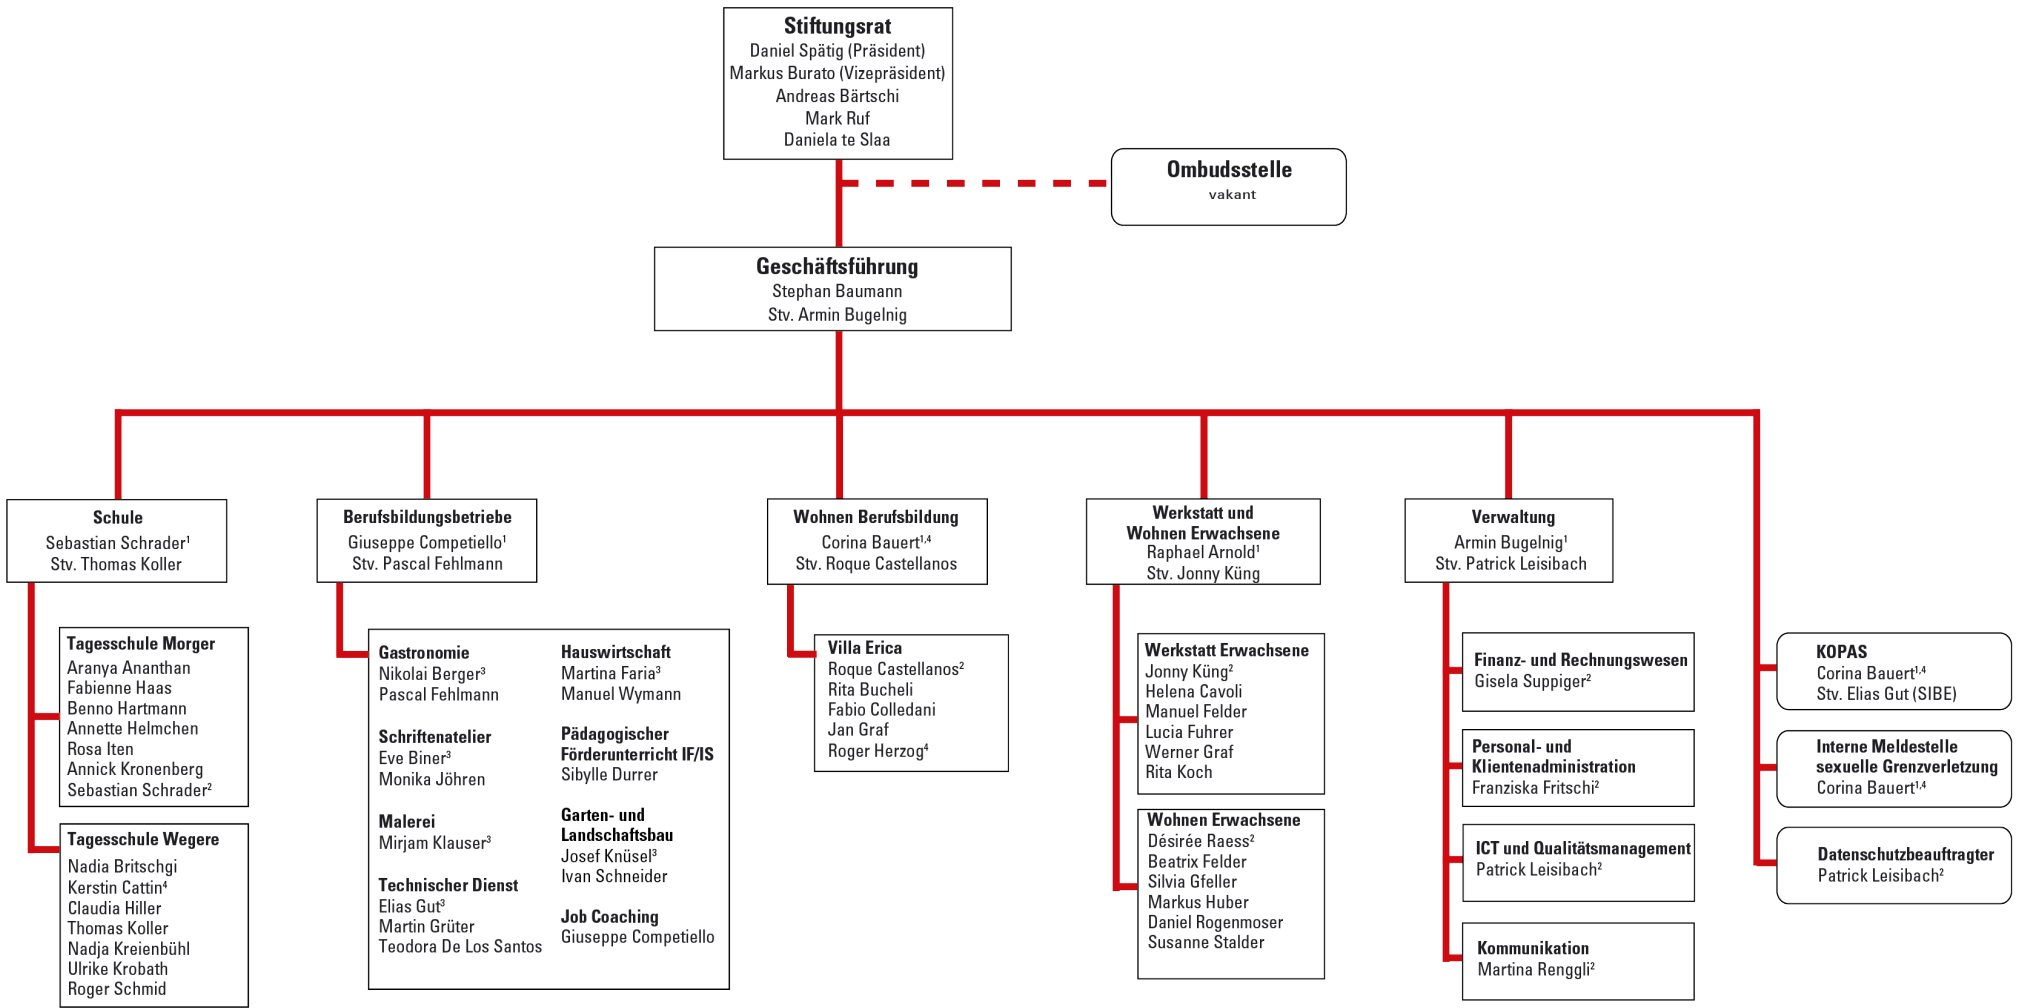 Stiftungsrat
Daniel Spätig (Präsident)
Markus Burato (Vizepräsident)
Andreas Bärtschi
Mark Ruf
Daniela te Slaa
Ombudsstelle
vakant
Geschäftsführung
Stephan Baumann
Stv. Armin Bugelnig
Schule
Sebastian Schrader¹
Stv. Thomas Koller
Berufsbildungsbetriebe
Giuseppe Competiello¹
Stv. Pascal Fehlmann
Wohnen Berufsbildung
Corina Bauert¹,⁴
Stv. Roque Castellanos
Werkstatt und
Wohnen Erwachsene
Raphael Arnold¹
Stv. Jonny Küng
Verwaltung
Armin Bugelnig¹
Stv. Patrick Leisibach
Tagesschule Morger
Aranya Ananthan
Fabienne Haas
Benno Hartmann
Annette Helmchen
Rosa Iten
Annick Kronenberg
Sebastian Schrader²
Tagesschule Wegere
Nadia Britschgi
Kerstin Cattin⁴
Claudia Hiller
Thomas Koller
Nadja Kreienbühl
Ulrike Krobath
Roger Schmid
Gastronomie
Nikolai Berger³
Pascal Fehlmann
Schriftenatelier
Eve Biner³
Monika Jöhren
Malerei
Mirjam Klauser³
Technischer Dienst
Elias Gut³
Martin Grüter
Teodora De Los Santos
Hauswirtschaft
Martina Faria³
Manuel Wymann
Pädagogischer
Förderunterricht IF/IS
Sibylle Durrer
Garten- und
Landschaftsbau
Josef Knüsel³
Ivan Schneider
Job Coaching
Giuseppe Competiello
Villa Erica
Roque Castellanos²
Rita Bucheli
Fabio Colledani
Jan Graf
Roger Herzog⁴
Werkstatt Erwachsene
Jonny Küng²
Helena Cavoli
Manuel Felder
Lucia Fuhrer
Werner Graf
Rita Koch
Wohnen Erwachsene
Désirée Raess²
Beatrix Felder
Silvia Gfeller
Markus Huber
Daniel Rogenmoser
Susanne Stalder
Finanz- und Rechnungswesen
Gisela Suppiger²
Personal- und
Klientenadministration
Franziska Fritschi²
ICT und Qualitätsmanagement
Patrick Leisibach²
Kommunikation
Martina Renggli²
KOPAS
Corina Bauert¹,⁴
Stv. Elias Gut (SIBE)
Interne Meldestelle
sexuelle Grenzverletzung
Corina Bauert¹,⁴
Datenschutzbeauftragter
Patrick Leisibach²